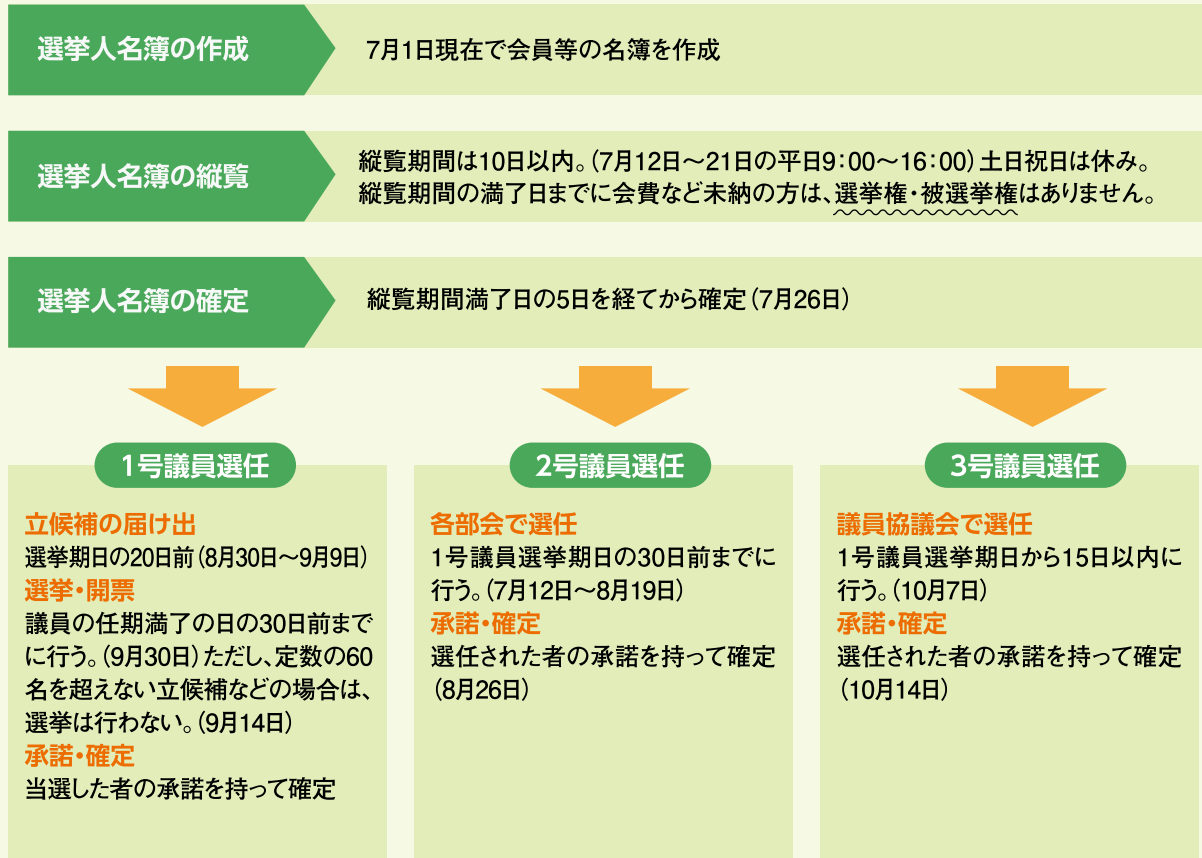 選挙人名簿の作成
7月1日現在で会員等の名簿を作成
選挙人名簿の縦覧
縦覧期間は10日以内。(7月12日～21日の平日9：00～16：00)土日祝日は休み。
縦覧期間の満了日までに会費など未納の方は、選挙権・被選挙権はありません。
選挙人名簿の確定
縦覧期間満了日の5日を経てから確定(7月26日)
1号議員選任
立候補の届け出
選挙期日の20日前(8月30日～9月9日)
選挙・開票
議員の任期満了の日の30日前まで
に行う。(9月30日)ただし、定数の60
名を超えない立候補などの場合は、
選挙は行わない。(9月14日)
承諾・確定
当選した者の承諾を持って確定
2号議員選任
各部会で選任
1号議員選挙期日の30日前までに
行う。(7月12日～8月19日)
承諾・確定
選任された者の承諾を持って確定
(8月26日)
3号議員選任
議員協議会で選任
1号議員選挙期日から15日以内に
行う。(10月7日)
承諾・確定
選任された者の承諾を持って確定
(10月14日)